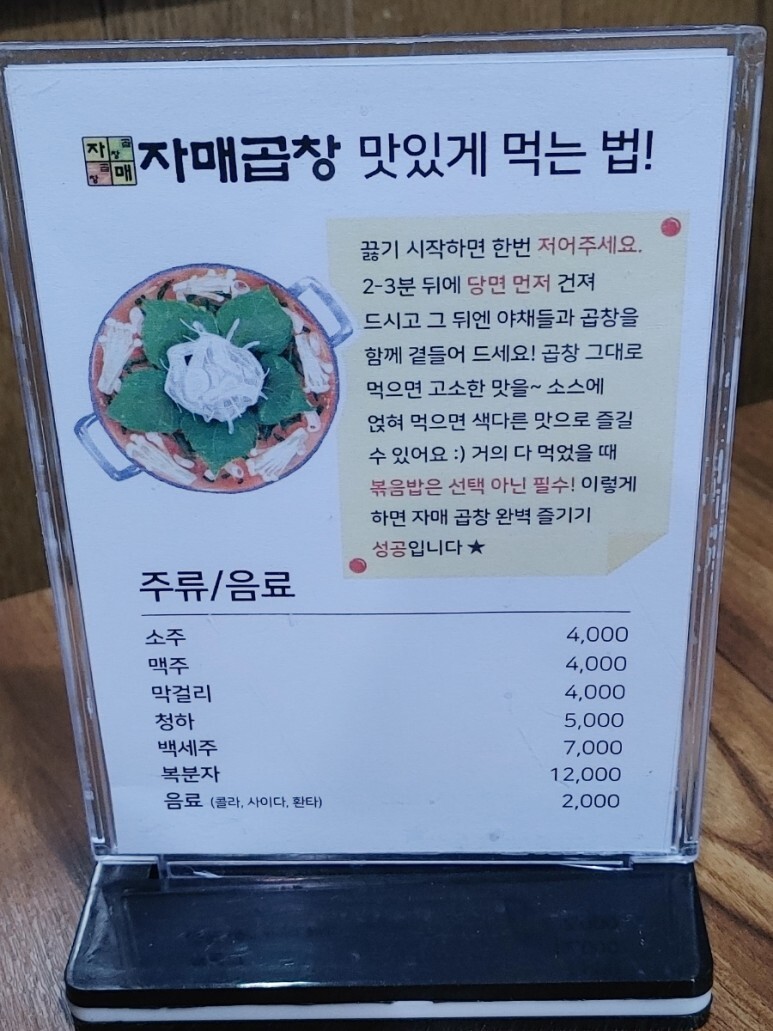 자매곱창 자매곱창 맛있게 먹는 법!
끓기 시작하면 한번 저어주세요.
2-3분 뒤에 당면 먼저 건져
드시고 그 뒤엔 야채들과 곱창을
함께 곁들어 드세요! 곱창 그대로
먹으면 고소한 맛을~ 소스에
얹혀 먹으면 색다른 맛으로 즐길
수 있어요 :) 거의 다 먹었을 때
볶음밥은 선택 아닌 필수! 이렇게
하면 자매 곱창 완벽 즐기기
성공입니다 ★
주류/음료
소주 4,000
맥주 4,000
막걸리 4,000
청하 5,000
백세주 7,000
복분자 12,000
음료 (콜라, 사이다, 환타) 2,000